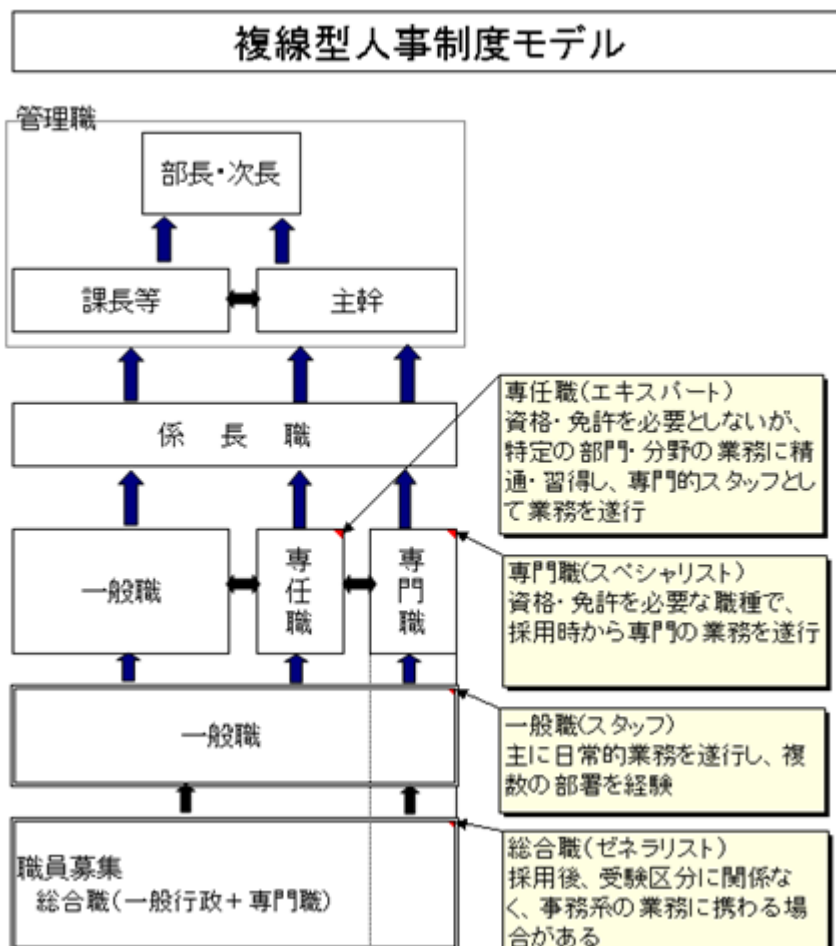 複線型人事制度モデル
管理職
部長・次長
課長等
主幹
係長職
専任職(エキスパート)
資格・免許を必要としないが、
特定の部門・分野の業務に精
通・習得し、専門的スタッフとし
て業務を遂行
一般職
専任職
専門職
専門職(スペシャリスト)
資格・免許を必要な職種で、
採用時から専門の業務を遂行
一般職
一般職(スタッフ)
主に日常的業務を遂行し、複
数の部署を経験
職員募集
総合職(一般行政+専門職)
総合職(ゼネラリスト)
採用後、受験区分に関係な
く、事務系の業務に携わる場
合がある